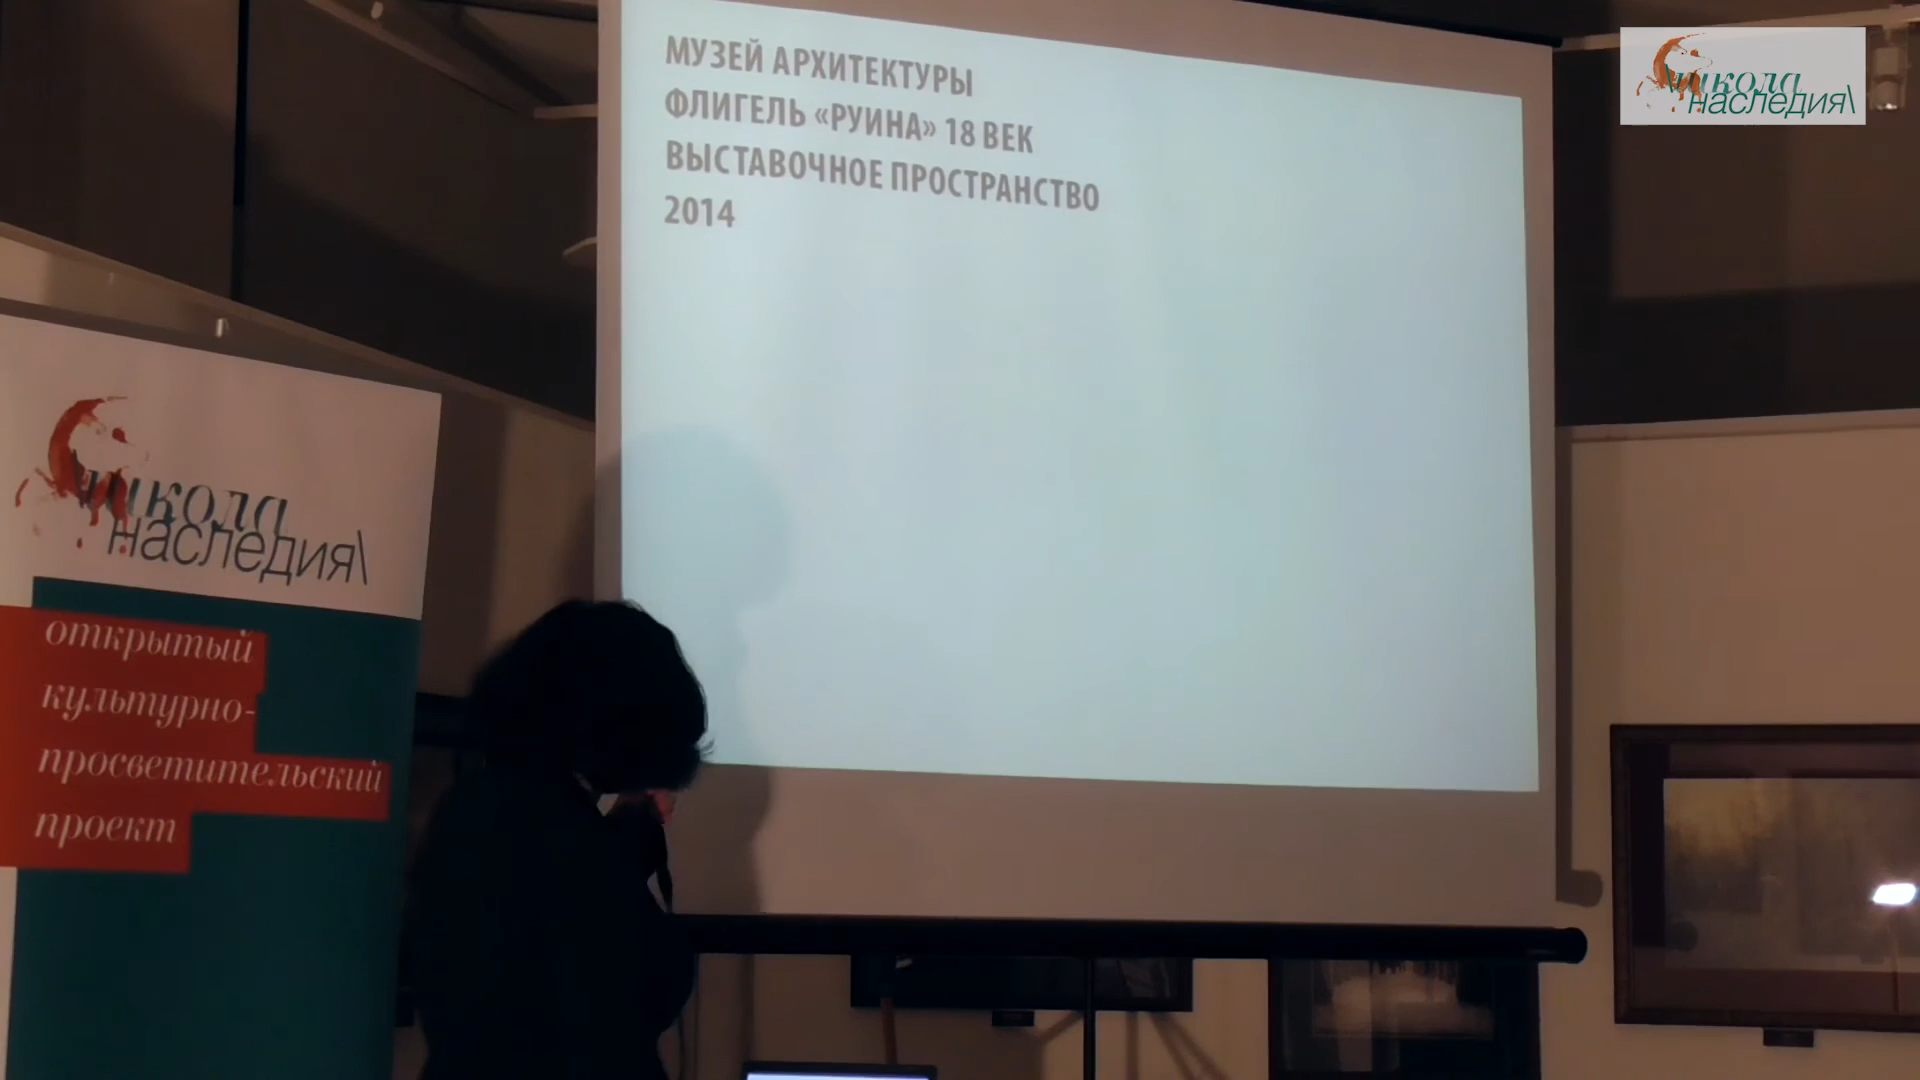 МУЗЕЙ АРХИТЕКТУРЫ
ФЛИГЕЛЬ «РУИНА» 18 ВЕК
ВЫСТАВОЧНОЕ ПРОСТРАНСТВО
2014
школа
наследия\
школа
наследия\
открытый
культурно-
просветительский
проект